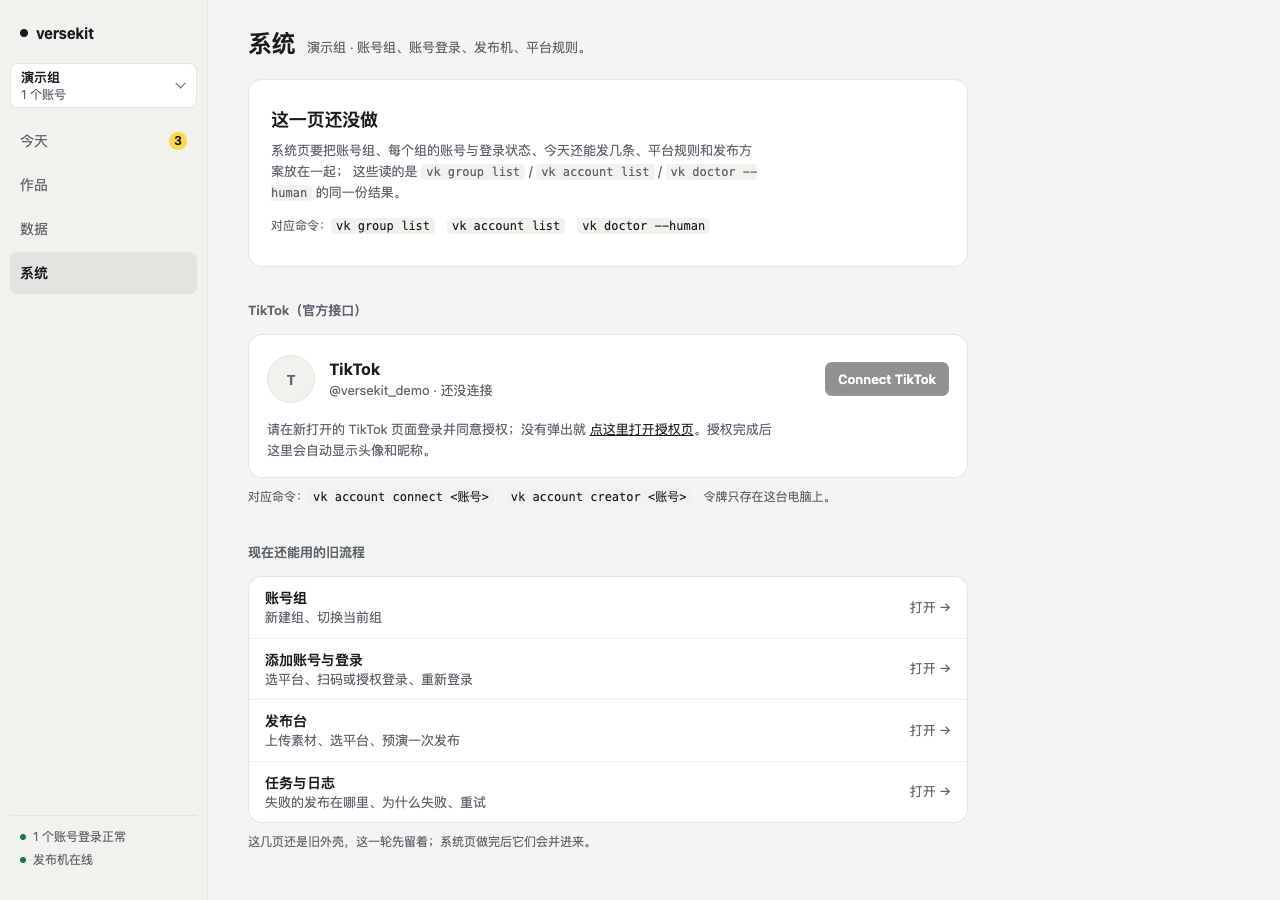 versekit
演示组
1 个账号
今天
3
作品
数据
系统
1 个账号登录正常
发布机在线
系统 演示组 · 账号组、账号登录、发布机、平台规则。
这一页还没做
系统页要把账号组、每个组的账号与登录状态、今天还能发几条、平台规则和发布方
案放在一起； 这些读的是 vk group list / vk account list / vk doctor --
human 的同一份结果。
对应命令： vk group list vk account list vk doctor --human
TikTok（官方接口）
T
TikTok
@versekit_demo · 还没连接
Connect TikTok
请在新打开的 TikTok 页面登录并同意授权；没有弹出就 点这里打开授权页。授权完成后
这里会自动显示头像和昵称。
对应命令： vk account connect <账号> vk account creator <账号> 令牌只存在这台电脑上。
现在还能用的旧流程
账号组
新建组、切换当前组
打开 →
添加账号与登录
选平台、扫码或授权登录、重新登录
打开 →
发布台
上传素材、选平台、预演一次发布
打开 →
任务与日志
失败的发布在哪里、为什么失败、重试
打开 →
这几页还是旧外壳，这一轮先留着；系统页做完后它们会并进来。